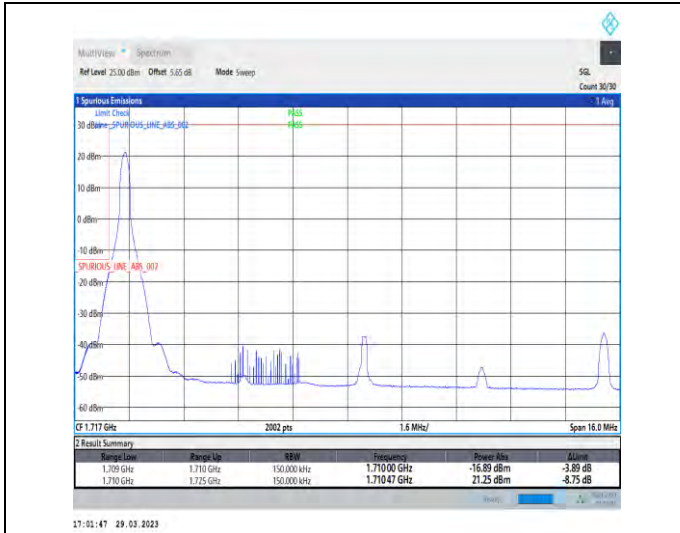 MultiView Spectrum
Ref Level 25.00 dBm Offset 5.65 dB Mode Sweep SGL
Count 30/30
1 Spurious Emissions 1 Avg
Limit Check PASS
30 dBm Line _SPURIOUS_LINE_ABS_002 PASS
20 dBm
10 dBm
0 dBm
-10 dBm
_SPURIOUS_LINE_ABS_002
-20 dBm
-40 dBm
-50 dBm
-60 dBm
CF 1.717 GHz 2002 pts 1.6 MHz/ Span 16.0 MHz
2 Result Summary
Range Low Range Up RBW Frequency Power Abs ΔLimit
1.709 GHz 1.710 GHz 150.000 kHz 1.71000 GHz -16.89 dBm -3.89 dB
1.710 GHz 1.725 GHz 150.000 kHz 1.71047 GHz 21.25 dBm -8.75 dB
17:01:47 29.03.2023